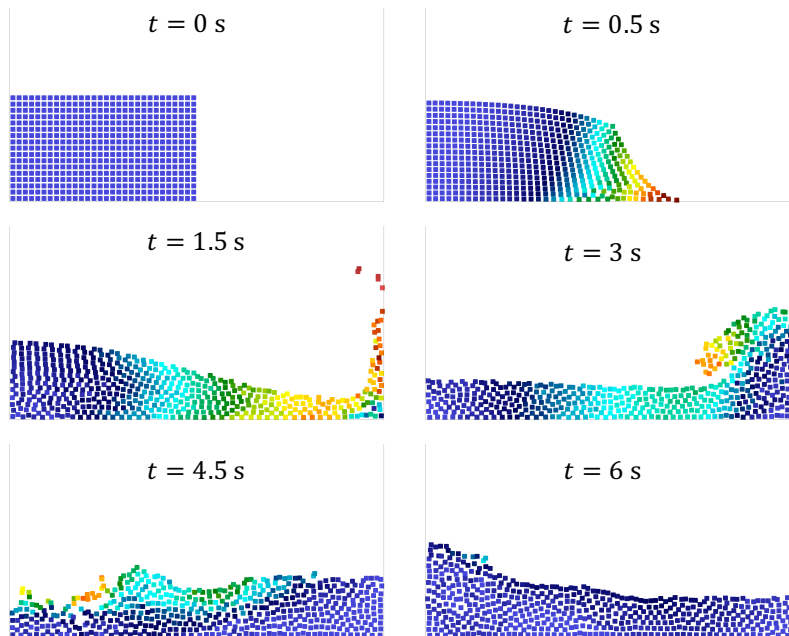 t = 0 s
t = 0.5 s
t = 1.5 s
t = 3 s
t = 4.5 s
t = 6 s